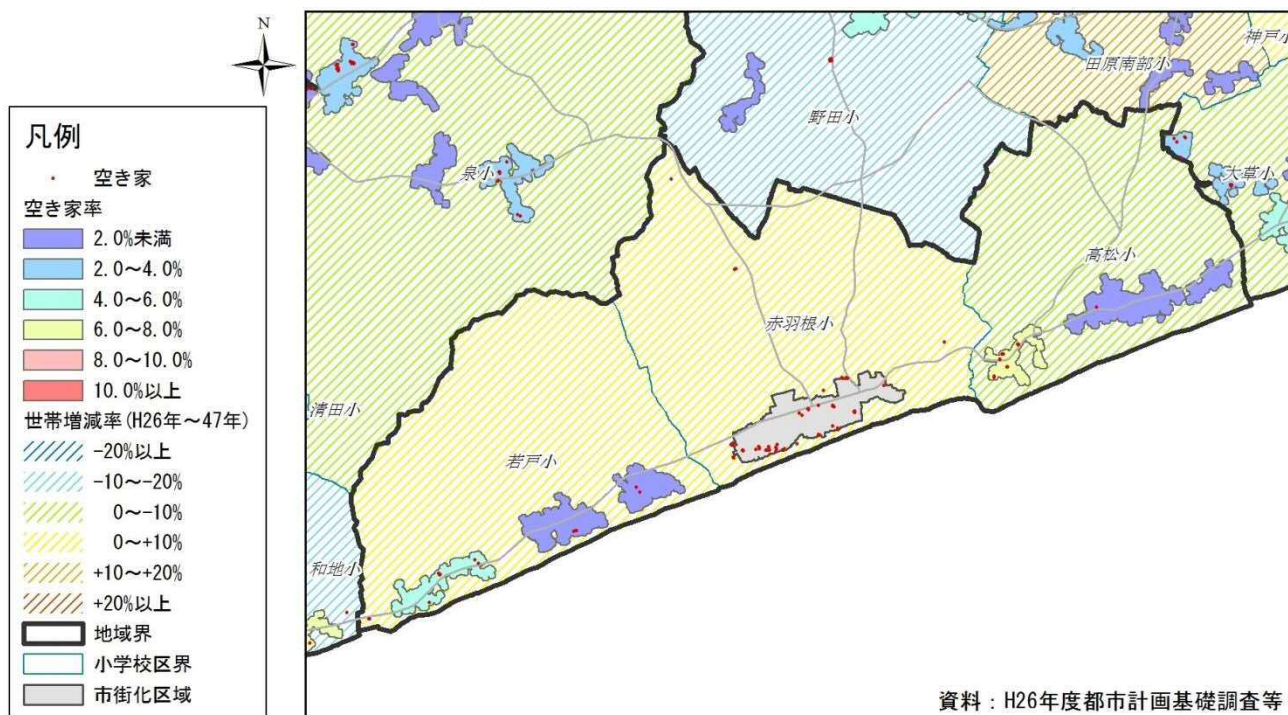 N
凡例
空き家
空き家率
2.0%未満
2.0～4.0%
4.0～6.0%
6.0～8.0%
8.0～10.0%
10.0%以上
世帯増減率(H26年～47年)
-20%以上
-10～-20%
0～-10%
0～+10%
+10～+20%
+20%以上
地域界
小学校区界
市街化区域
神戸小
田原南部小
野田小
泉小
大草小
高松小
赤羽根小
清田小
若戸小
和地小
資料：H26年度都市計画基礎調査等